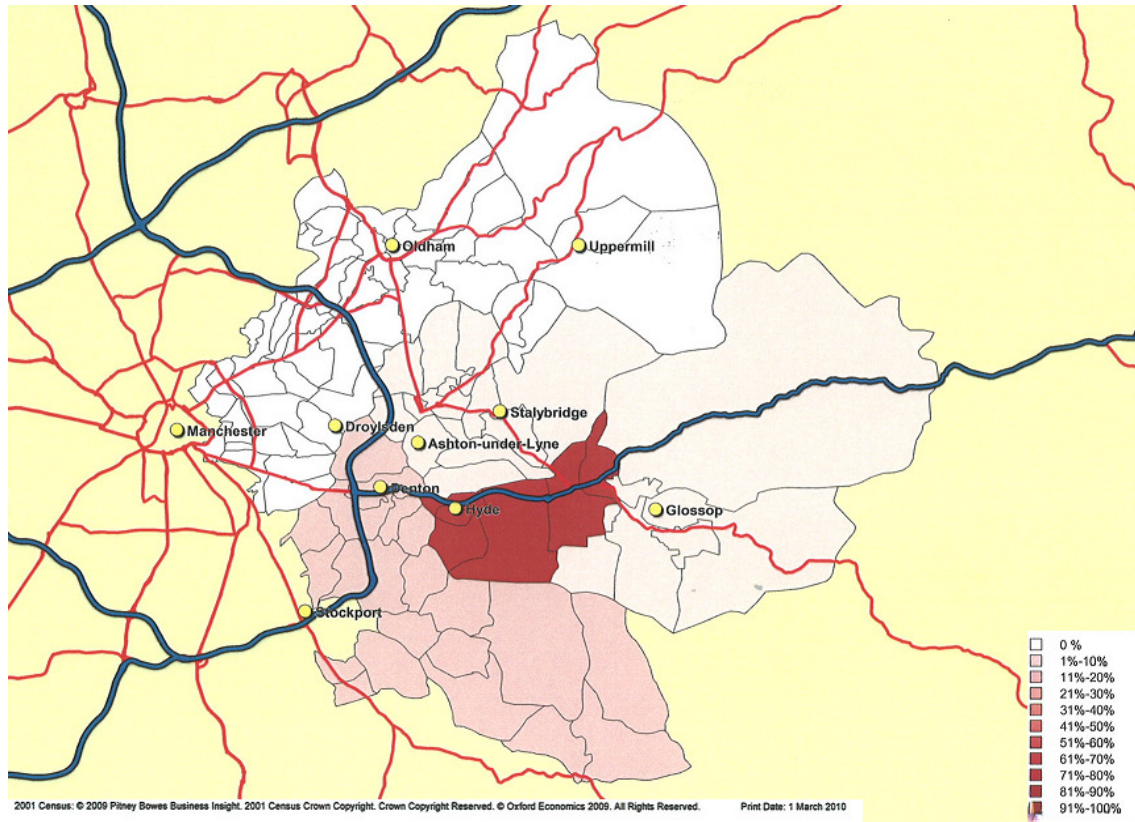 Oldham
Uppermill
Stalybridge
Manchester
Droylsden
Ashton-under-Lyne
Denton
Hyde
Glossop
Stockport
0 %
1%-10%
11%-20%
21%-30%
31%-40%
41%-50%
51%-60%
61%-70%
71%-80%
81%-90%
91%-100%
2001 Census: © 2009 Pitney Bowes Business Insight. 2001 Census Crown Copyright. Crown Copyright Reserved. © Oxford Economics 2009. All Rights Reserved. Print Date: 1 March 2010